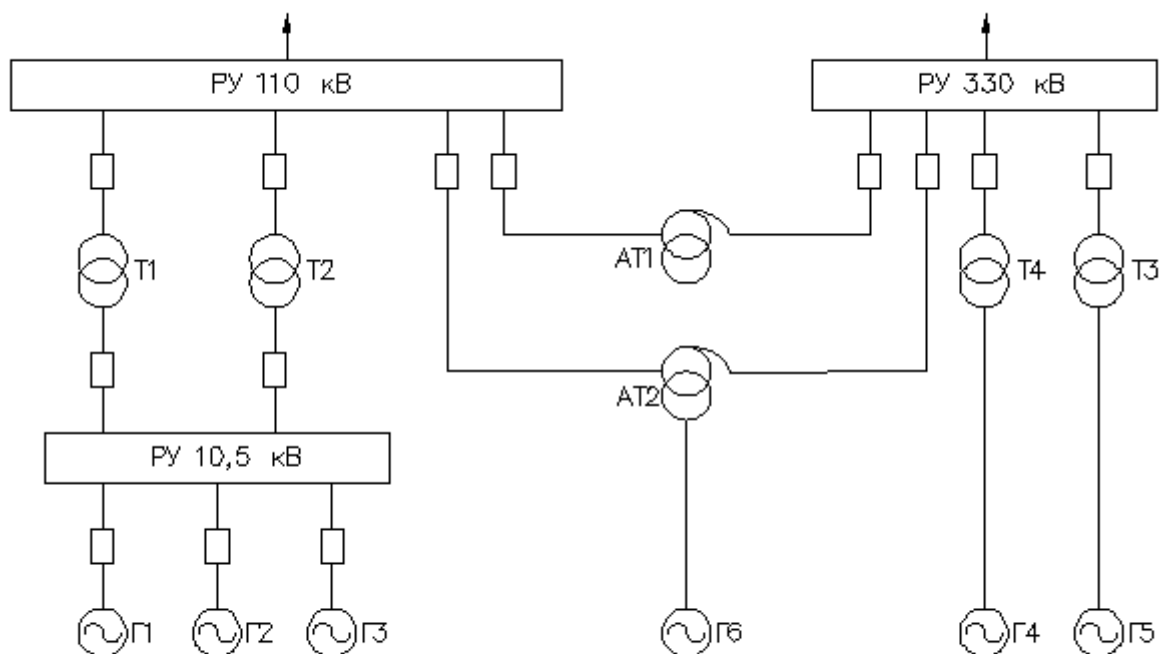 РУ 110 кВ
РУ 330 кВ
Т1
Т2
АТ1
Т4
Т3
АТ2
РУ 10,5 кВ
Г1
Г2
Г3
Г6
Г4
Г5